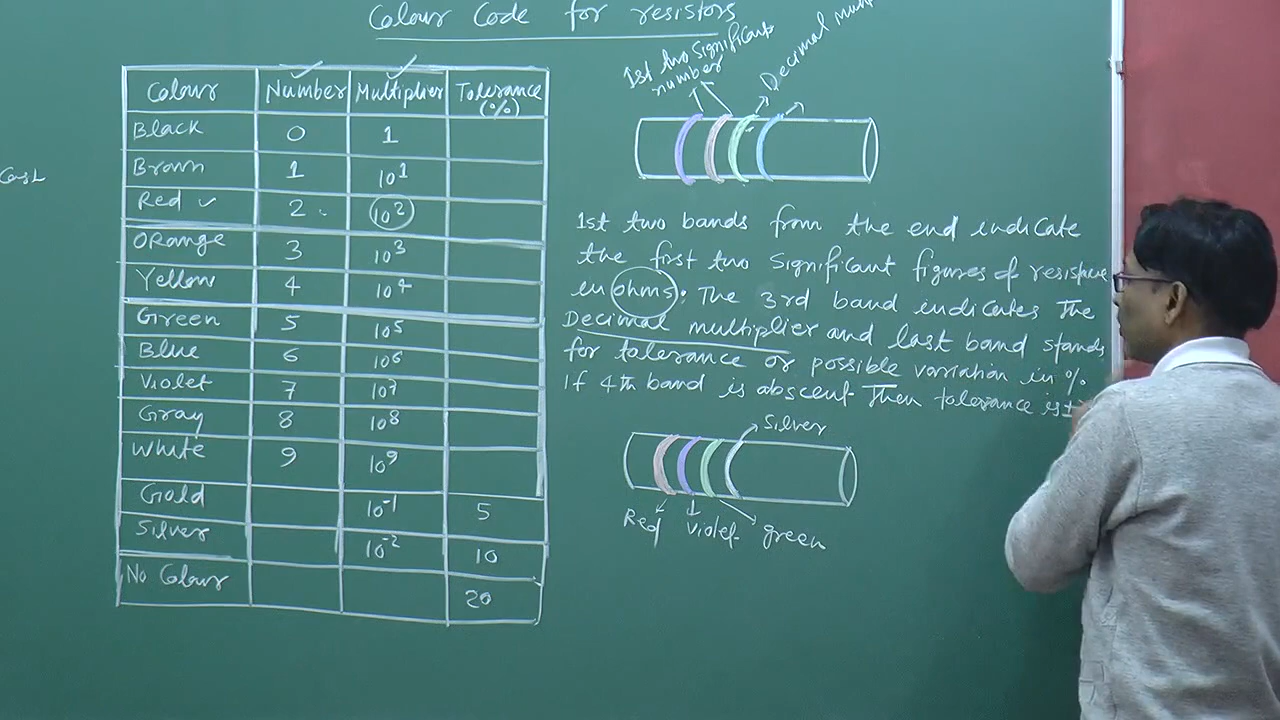 Colour Code for resistors
Colour Number Multiplier Tolerance (%)
Black 0 1
Brown 1 10¹
Red ✓ 2 10²
Orange 3 10³
Yellow 4 10⁴
Green 5 10⁵
Blue 6 10⁶
Violet 7 10⁷
Gray 8 10⁸
White 9 10⁹
Gold 10⁻¹ 5
Silver 10⁻² 10
No Colour 20
1st two significant
number
Decimal
1st two bands from the end indicate
the first two significant figures of resistance
in ohms. The 3rd band indicates the
Decimal multiplier and last band stands
for tolerance or possible variation in %.
If 4th band is abscent Then tolerance is ±
Silver
Red violet green